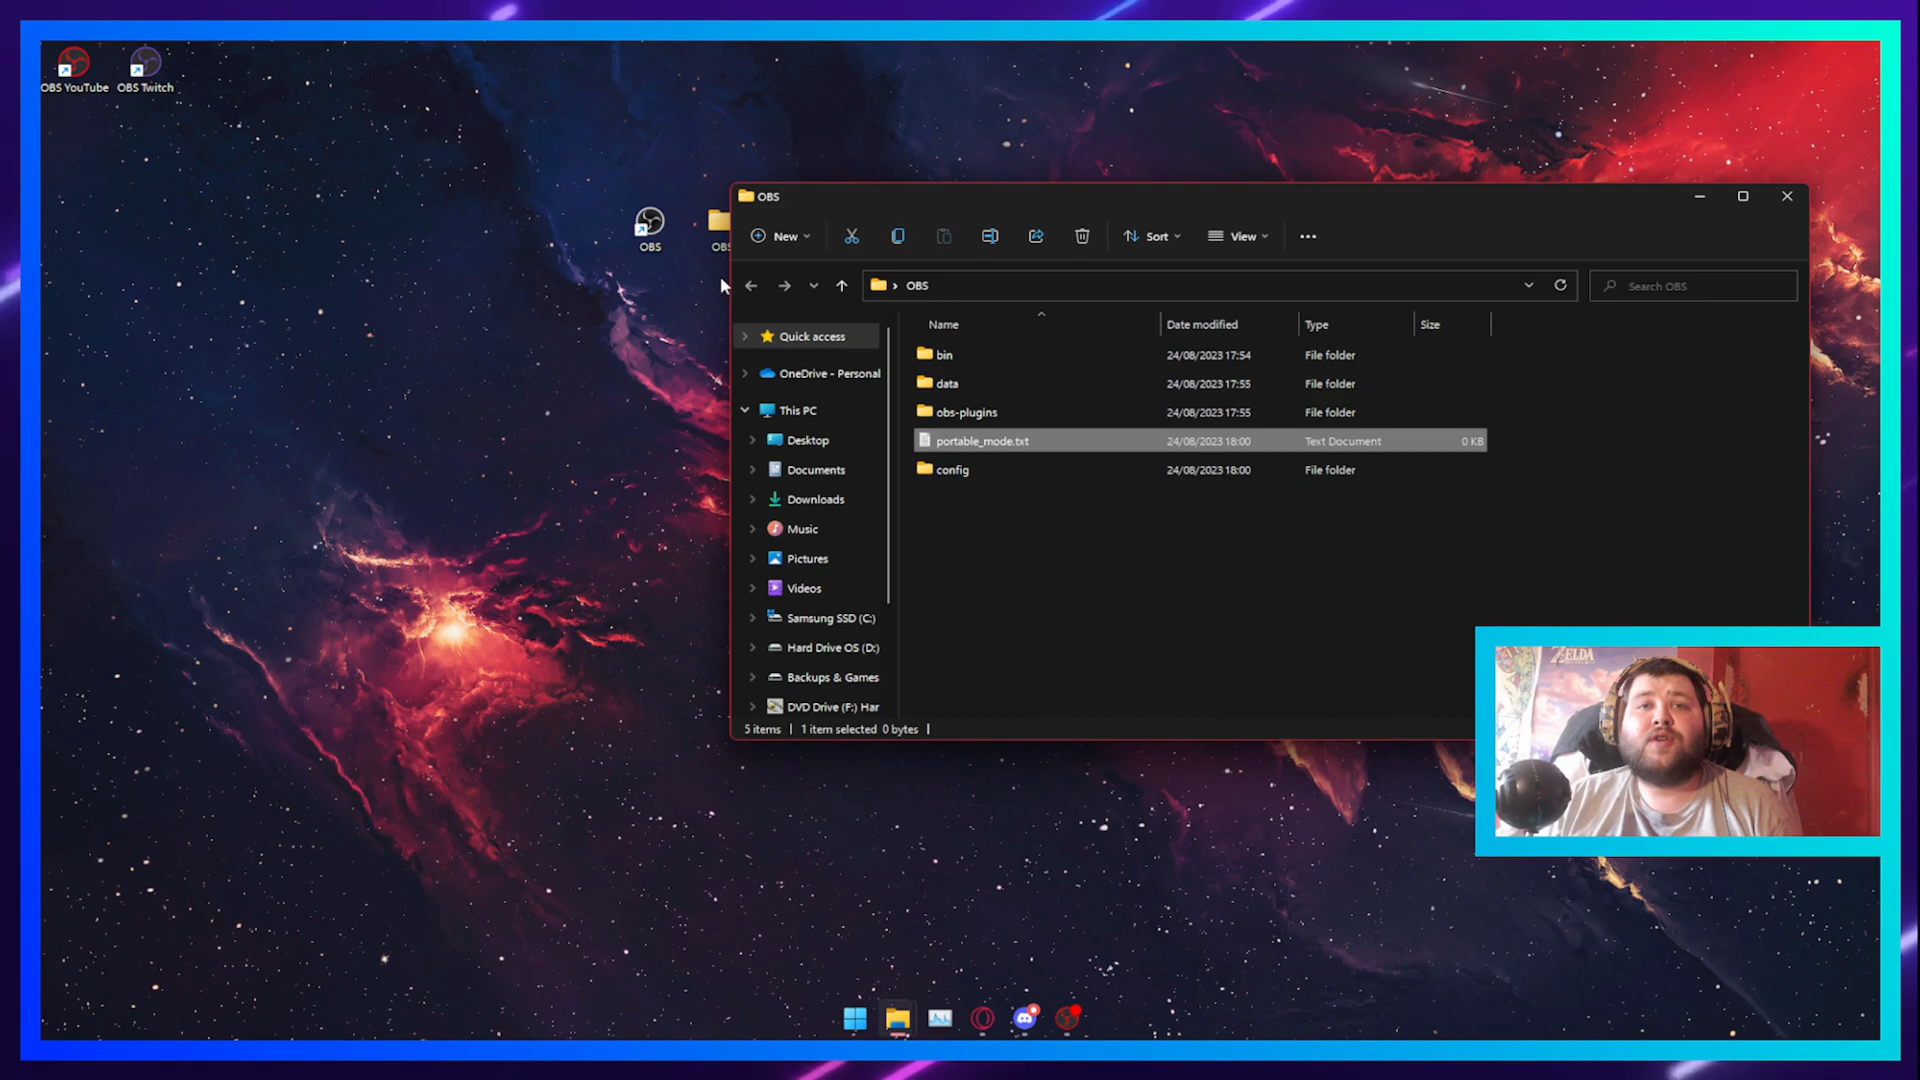 OBS YouTube
OBS Twitch
OBS
OBS
OBS
New
Sort
View
OBS
Search OBS
Name
Date modified
Type
Size
Quick access
OneDrive - Personal
This PC
Desktop
Documents
Downloads
Music
Pictures
Videos
Samsung SSD (C:)
Hard Drive OS (D:)
Backups & Games
DVD Drive (F:) Har
bin 24/08/2023 17:54 File folder
data 24/08/2023 17:55 File folder
obs-plugins 24/08/2023 17:55 File folder
portable_mode.txt 24/08/2023 18:00 Text Document 0 KB
config 24/08/2023 18:00 File folder
5 items
1 item selected 0 bytes
ZELDA